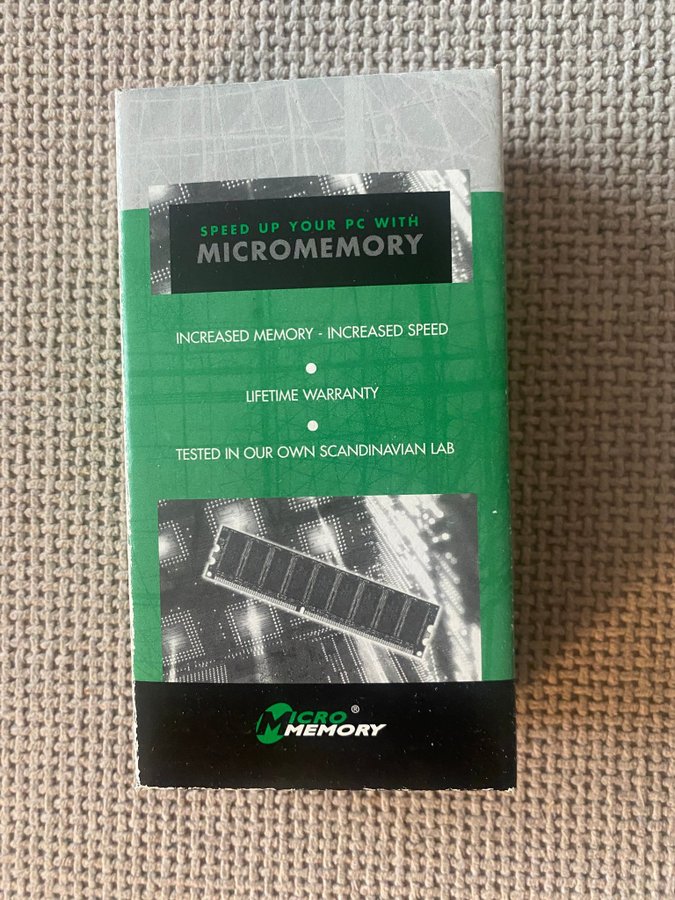 SPEED UP YOUR PC WITH
MICROMEMORY
INCREASED MEMORY - INCREASED SPEED
LIFETIME WARRANTY
TESTED IN OUR OWN SCANDINAVIAN LAB
MICRO ®
MEMORY